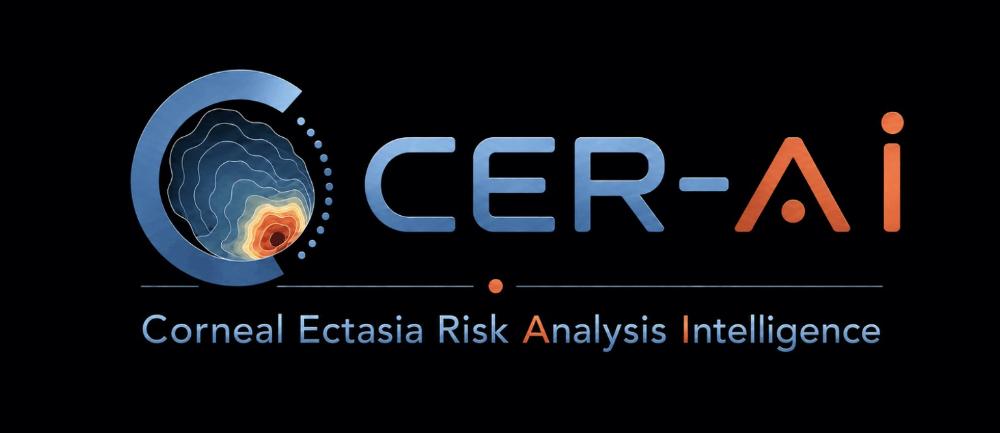 CER-Ai
Corneal Ectasia Risk Analysis Intelligence